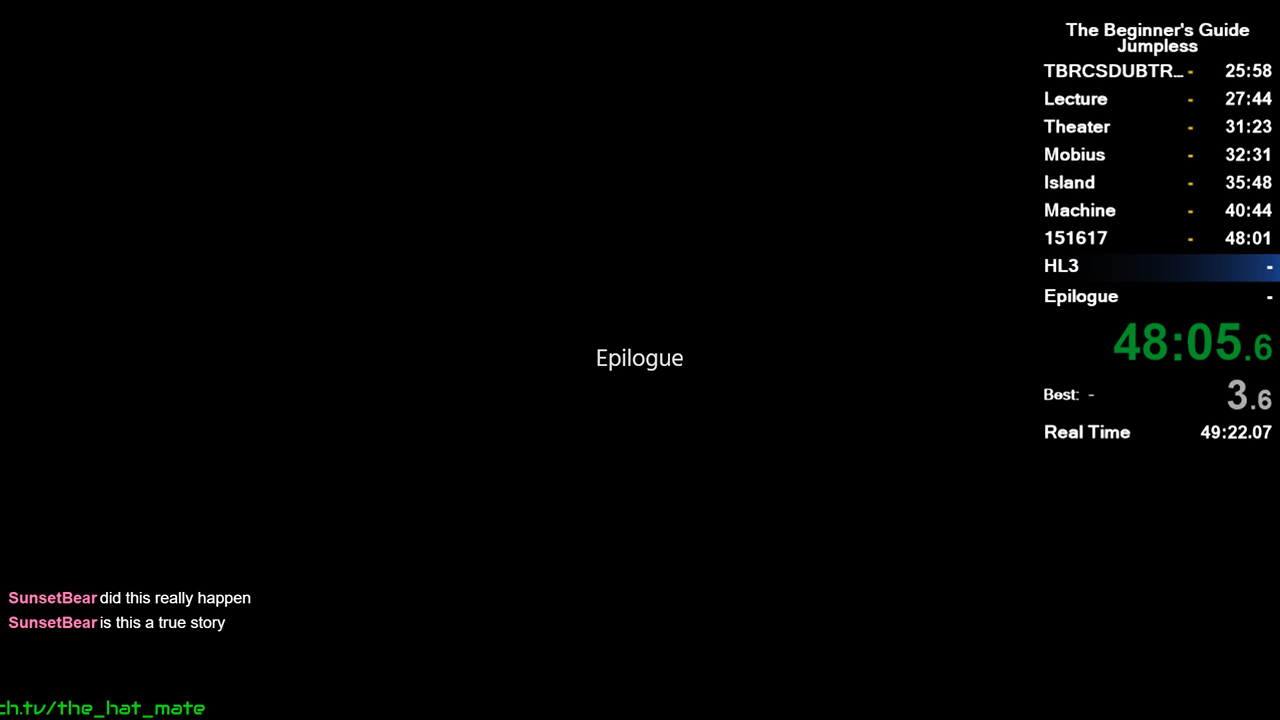 The Beginner's Guide
Jumpless
TBRCSDUBTR... - 25:58
Lecture - 27:44
Theater - 31:23
Mobius - 32:31
Island - 35:48
Machine - 40:44
151617 - 48:01
HL3 -
Epilogue -
48:05.6
Best: - 3.6
Real Time 49:22.07
Epilogue
SunsetBear did this really happen
SunsetBear is this a true story
ch.tv/the_hat_mate